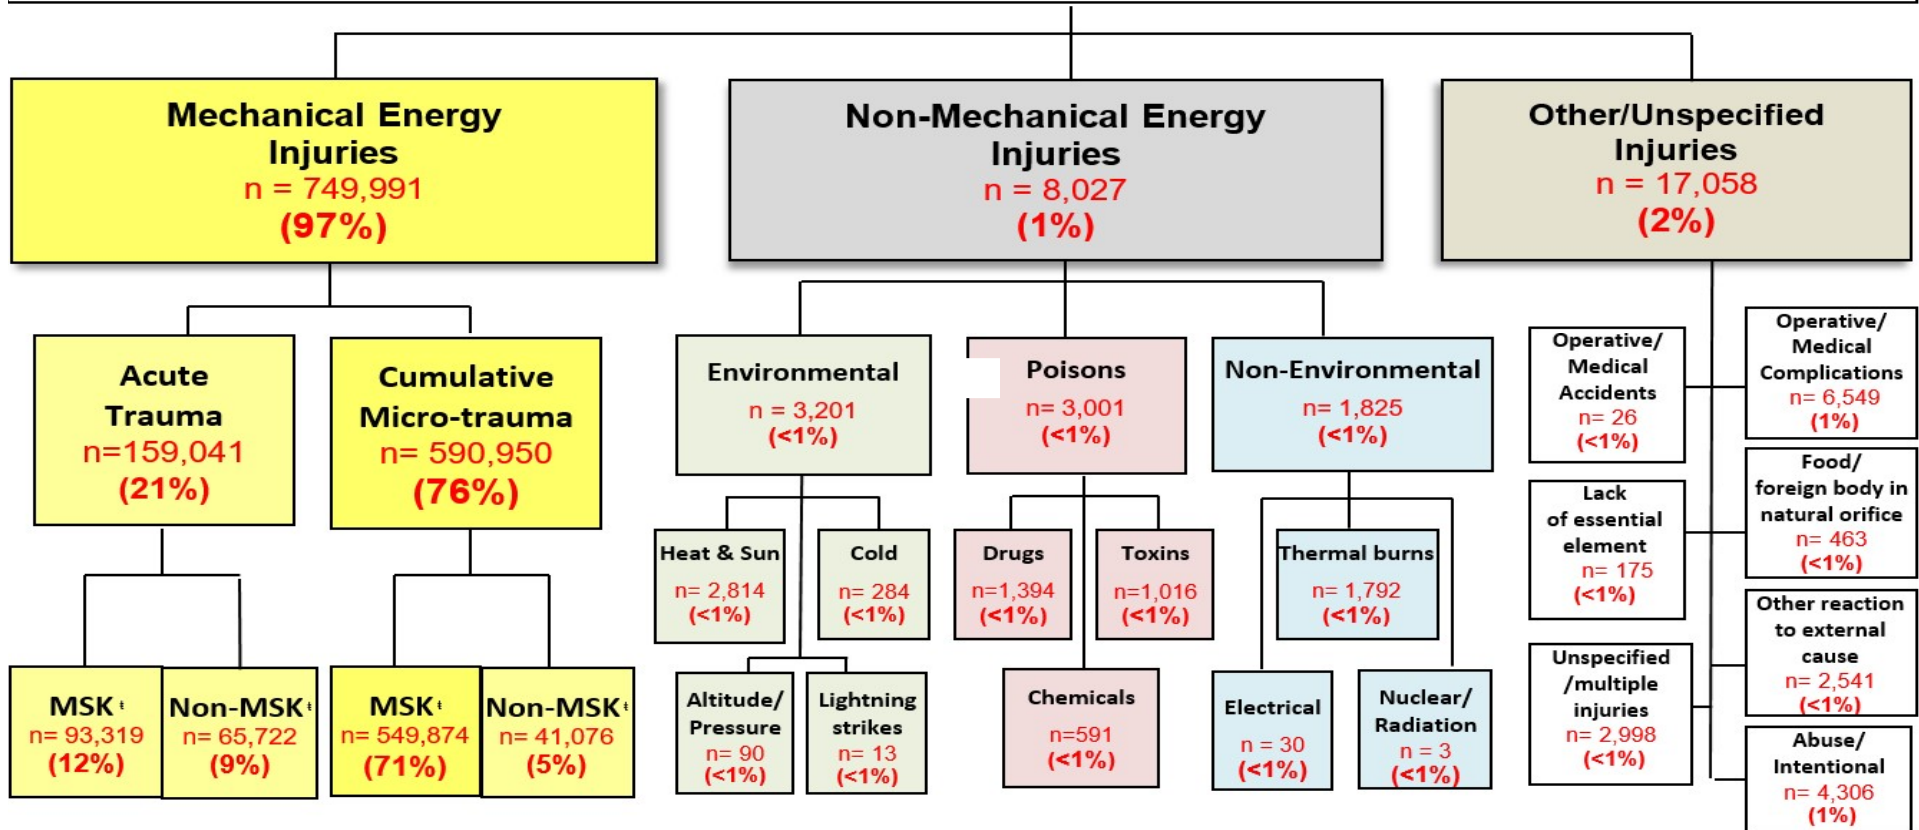 Mechanical Energy
Injuries
n = 749,991
(97%)
Non-Mechanical Energy
Injuries
n = 8,027
(1%)
Other/Unspecified
Injuries
n = 17,058
(2%)
Acute
Trauma
n=159,041
(21%)
Cumulative
Micro-trauma
n= 590,950
(76%)
MSK ŧ
n= 93,319
(12%)
Non-MSK ŧ
n= 65,722
(9%)
MSK ŧ
n= 549,874
(71%)
Non-MSK ŧ
n= 41,076
(5%)
Environmental
n = 3,201
(<1%)
Poisons
n= 3,001
(<1%)
Non-Environmental
n= 1,825
(<1%)
Heat & Sun
n= 2,814
(<1%)
Cold
n= 284
(<1%)
Altitude/
Pressure
n= 90
(<1%)
Lightning
strikes
n= 13
(<1%)
Drugs
n=1,394
(<1%)
Toxins
n=1,016
(<1%)
Chemicals
n=591
(<1%)
Thermal burns
n= 1,792
(<1%)
Electrical
n = 30
(<1%)
Nuclear/
Radiation
n = 3
(<1%)
Operative/
Medical
Accidents
n= 26
(<1%)
Operative/
Medical
Complications
n= 6,549
(1%)
Lack
of essential
element
n= 175
(<1%)
Food/
foreign body in
natural orifice
n= 463
(<1%)
Other reaction
to external
cause
n= 2,541
(<1%)
Unspecified
/multiple
injuries
n= 2,998
(<1%)
Abuse/
Intentional
n= 4,306
(1%)